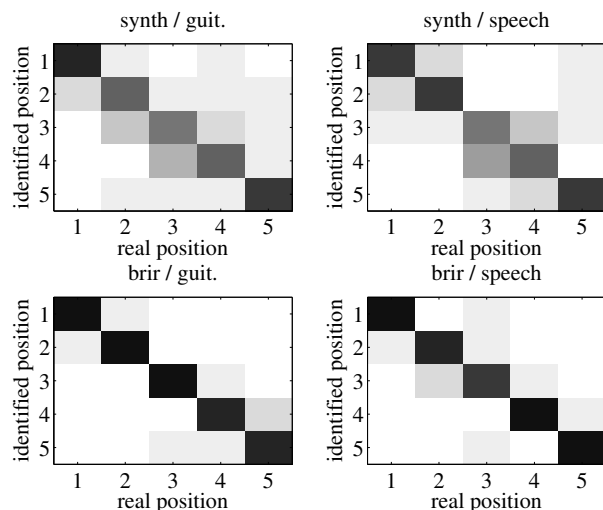 synth / guit.
identified position
1
2
3
4
5
1 2 3 4 5
real position
synth / speech
identified position
1
2
3
4
5
1 2 3 4 5
real position
brir / guit.
identified position
1
2
3
4
5
1 2 3 4 5
real position
brir / speech
identified position
1
2
3
4
5
1 2 3 4 5
real position